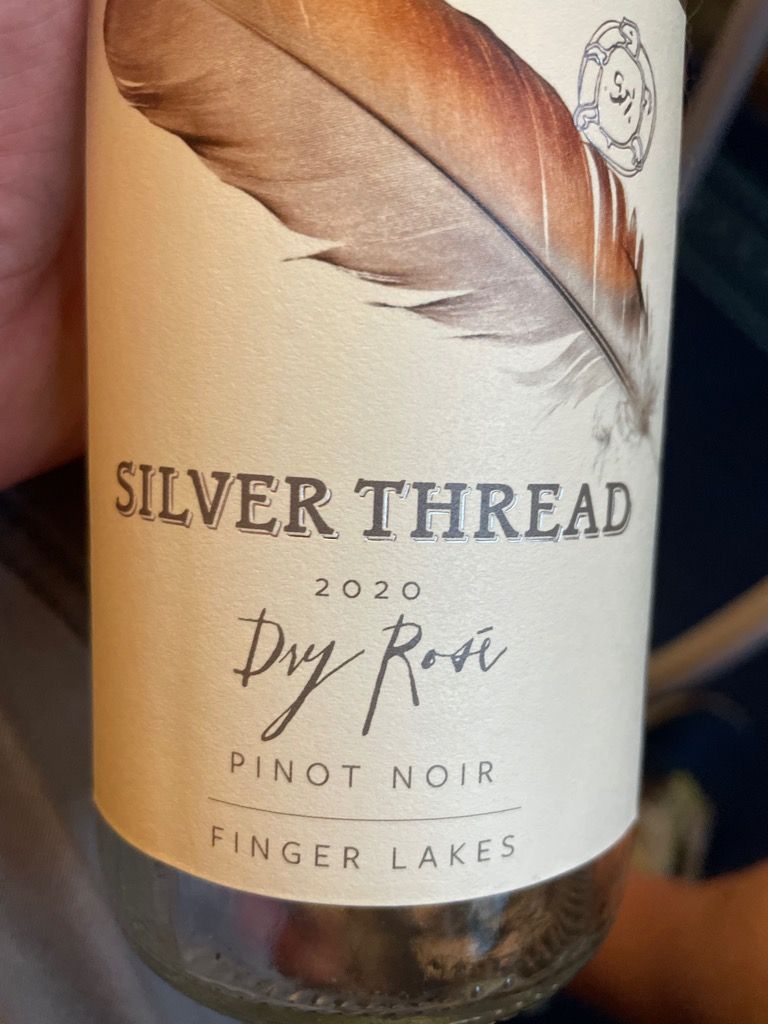 SILVER THREAD
2020
Dry Rosé
PINOT NOIR
FINGER LAKES